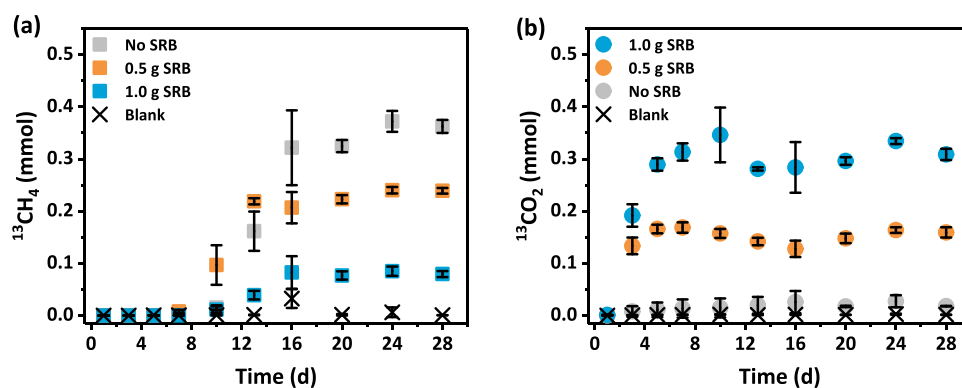 (a)
¹³CH₄ (mmol)
0.5
0.4
0.3
0.2
0.1
0.0
No SRB
0.5 g SRB
1.0 g SRB
Blank
0 4 8 12 16 20 24 28
Time (d)
(b)
¹³CO₂ (mmol)
0.5
0.4
0.3
0.2
0.1
0.0
1.0 g SRB
0.5 g SRB
No SRB
Blank
0 4 8 12 16 20 24 28
Time (d)